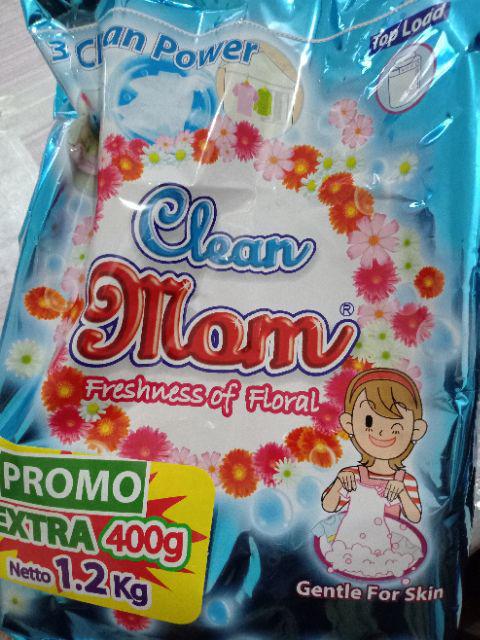 3 Clean Power
Top Load
Clean
Mom®
Freshness of Floral
PROMO
EXTRA 400g
Netto 1.2 Kg
Gentle For Skin